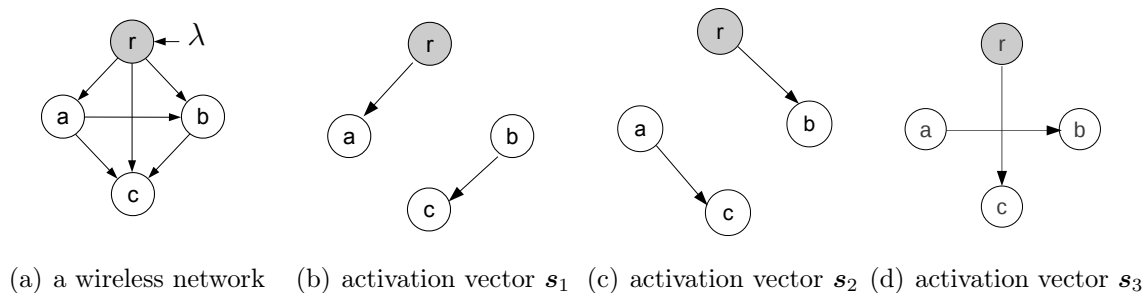 r λ
a b
c
r
a b
c
r
a b
c
r
a b
c
(a) a wireless network (b) activation vector s₁ (c) activation vector s₂ (d) activation vector s₃